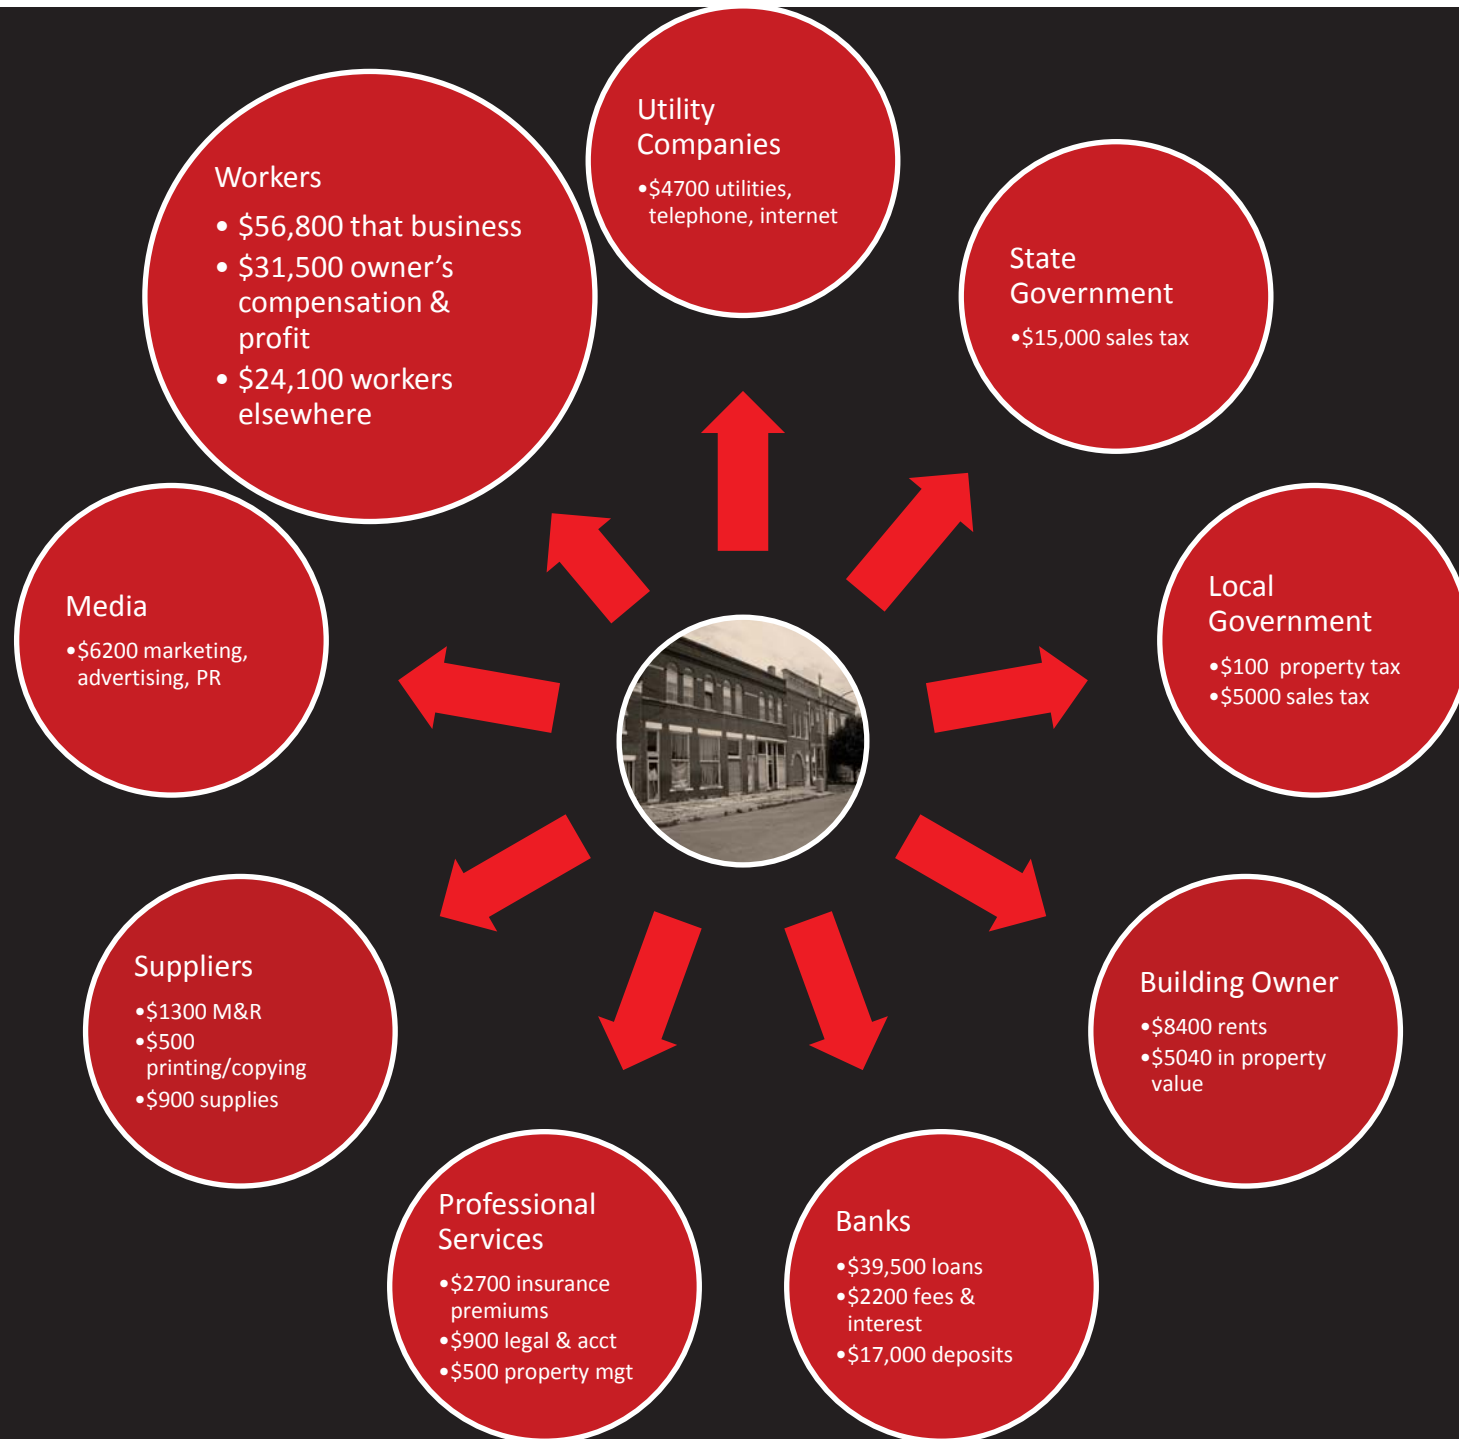 Utility
Companies
•$4700 utilities,
telephone, internet
State
Government
•$15,000 sales tax
Local
Government
•$100 property tax
•$5000 sales tax
Building Owner
•$8400 rents
•$5040 in property
value
Banks
•$39,500 loans
•$2200 fees &
interest
•$17,000 deposits
Professional
Services
•$2700 insurance
premiums
•$900 legal & acct
•$500 property mgt
Suppliers
•$1300 M&R
•$500
printing/copying
•$900 supplies
Media
•$6200 marketing,
advertising, PR
Workers
• $56,800 that business
• $31,500 owner’s
compensation &
profit
• $24,100 workers
elsewhere